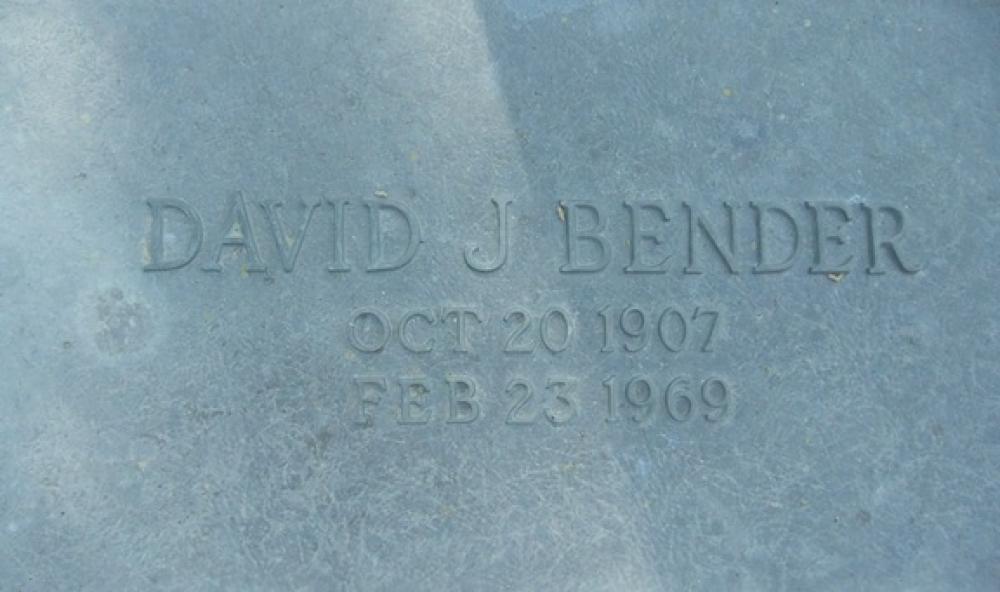 DAVID J BENDER
OCT 20 1907
FEB 23 1969